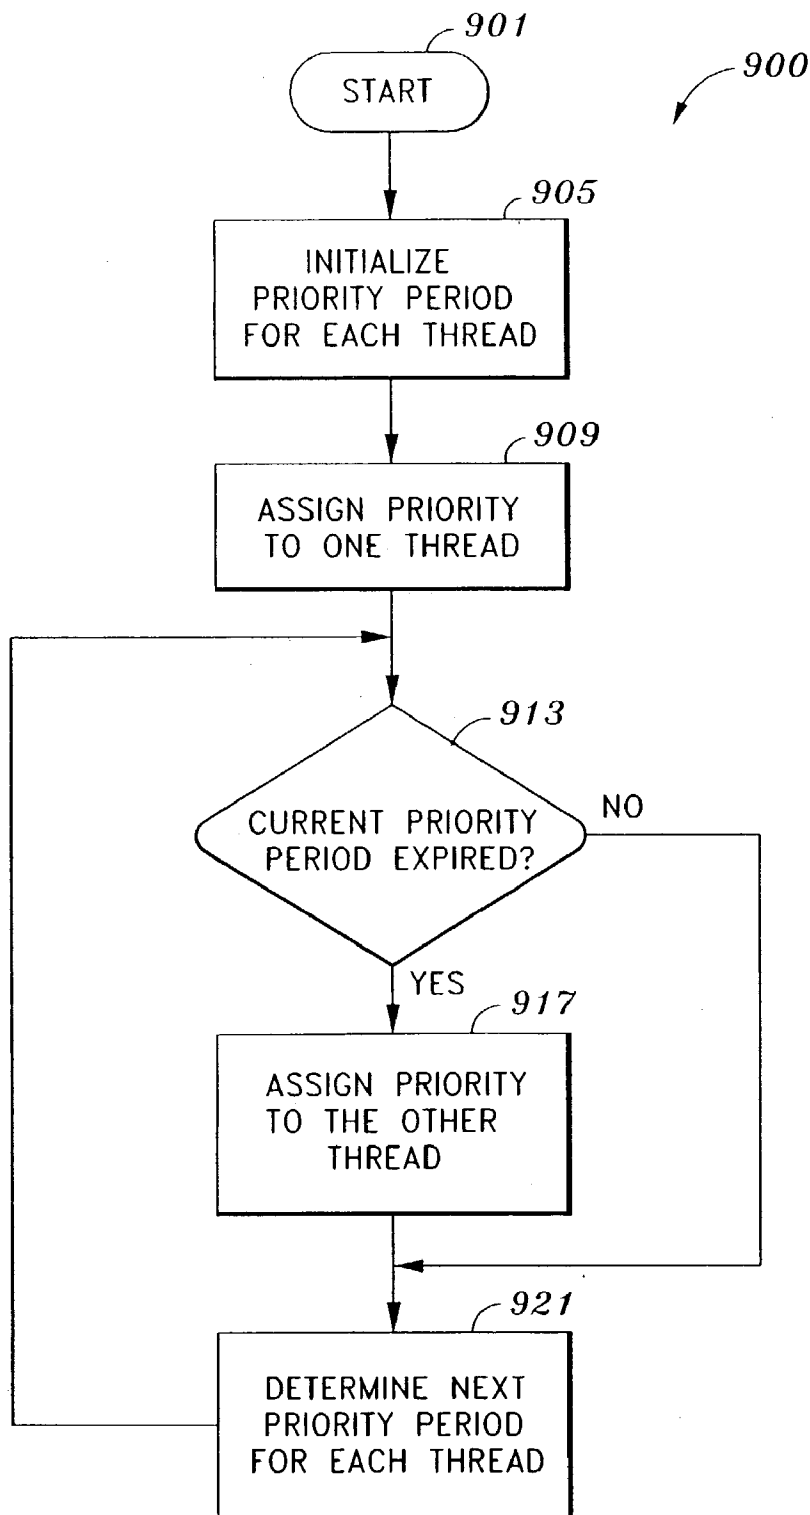 901
START
900
905
INITIALIZE
PRIORITY PERIOD
FOR EACH THREAD
909
ASSIGN PRIORITY
TO ONE THREAD
913
CURRENT PRIORITY
PERIOD EXPIRED?
NO
YES
917
ASSIGN PRIORITY
TO THE OTHER
THREAD
921
DETERMINE NEXT
PRIORITY PERIOD
FOR EACH THREAD